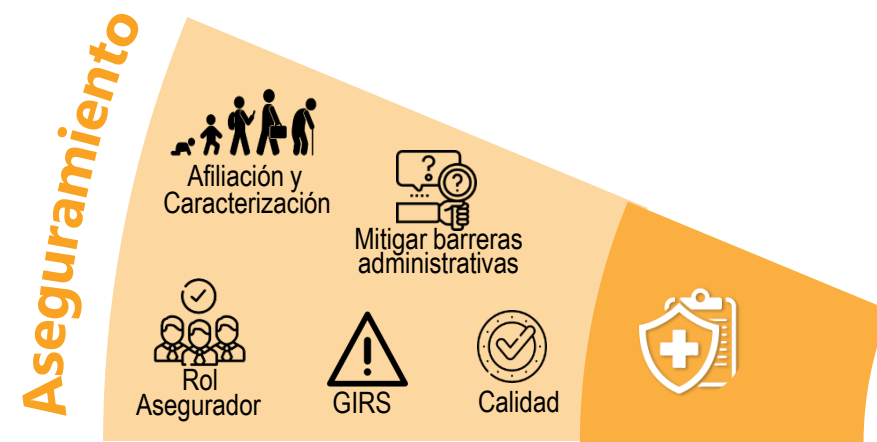 Aseguramiento
Afiliación y
Caracterización
Mitigar barreras
administrativas
Rol
Asegurador
GIRS
Calidad